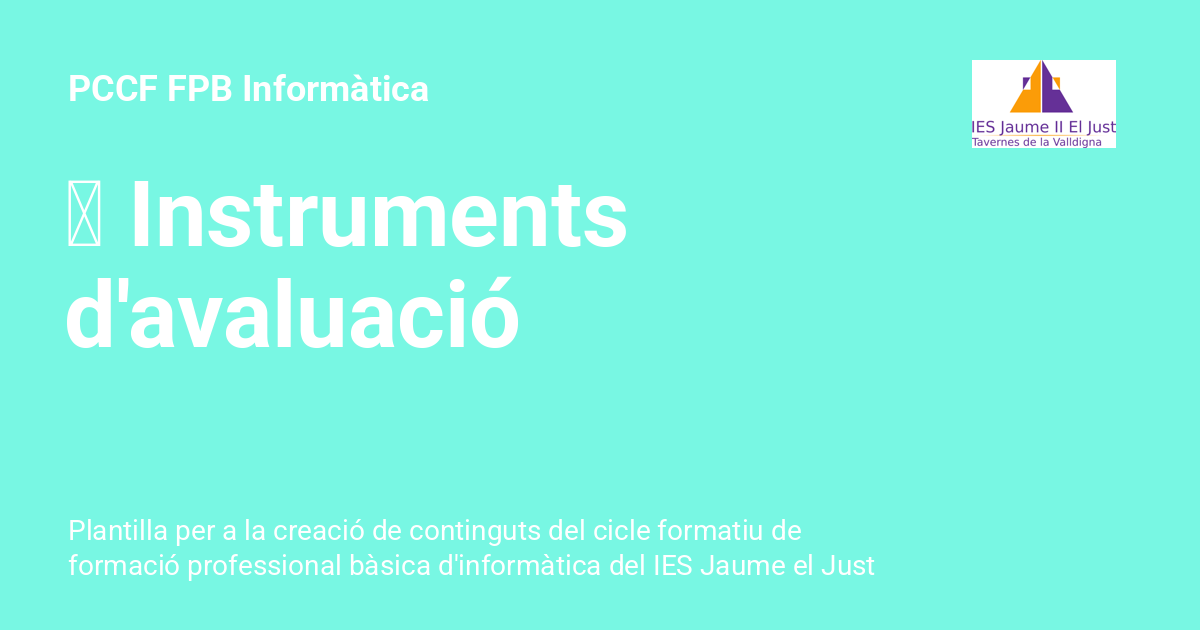 PCCF FPB Informàtica
IES Jaume II El Just
Tavernes de la Valldigna
Instruments
d'avaluació
Plantilla per a la creació de continguts del cicle formatiu de
formació professional bàsica d'informàtica del IES Jaume el Just